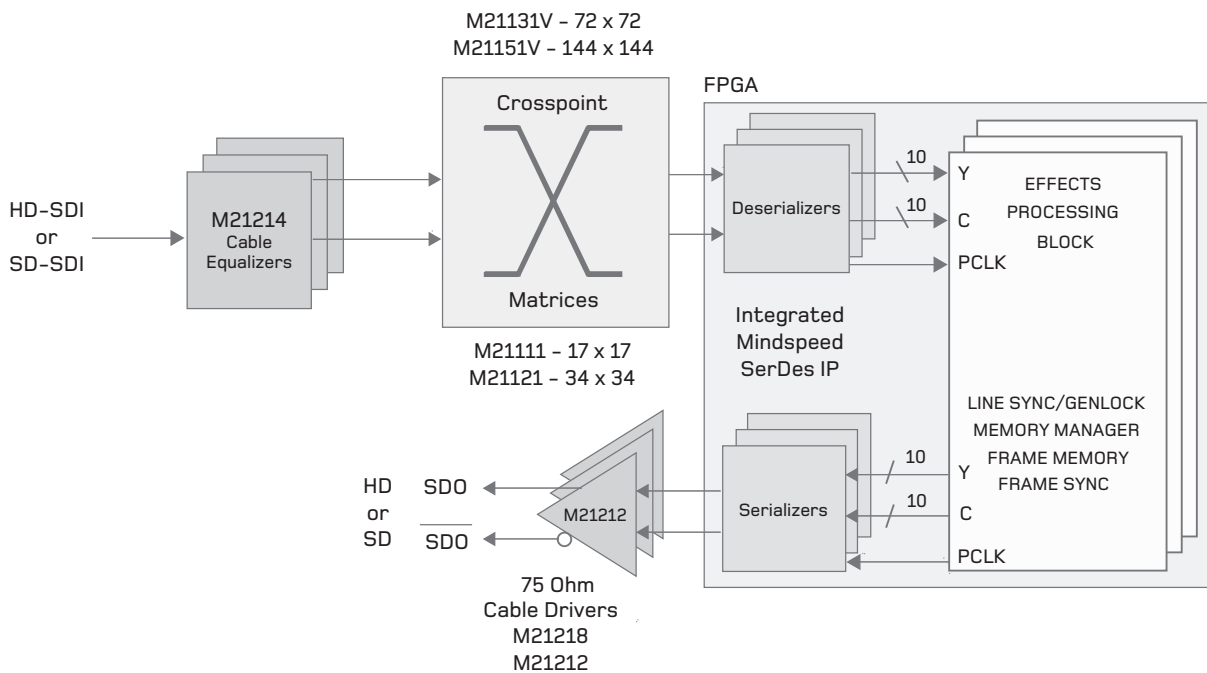 M21131V - 72 x 72
M21151V - 144 x 144
FPGA
Crosspoint
Matrices
HD-SDI
or
SD-SDI
M21214
Cable
Equalizers
Deserializers
10
10
Y
C
PCLK
EFFECTS
PROCESSING
BLOCK
M21111 - 17 x 17
M21121 - 34 x 34
Integrated
Mindspeed
SerDes IP
LINE SYNC/GENLOCK
MEMORY MANAGER
FRAME MEMORY
FRAME SYNC
Y
C
PCLK
10
10
Serializers
M21212
HD
or
SD
SDO
SDO
75 Ohm
Cable Drivers
M21218
M21212